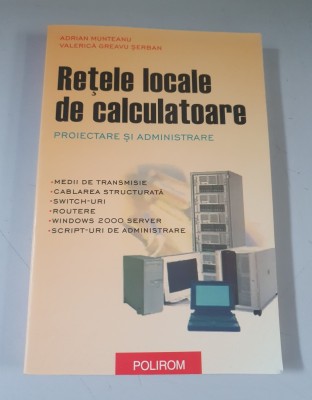 ADRIAN MUNTEANU
VALERICĂ GREAVU ŞERBAN
Reţele locale
de calculatoare
PROIECTARE ŞI ADMINISTRARE
•MEDII DE TRANSMISIE
•CABLAREA STRUCTURATĂ
•SWITCH-URI
•ROUTERE
•WINDOWS 2000 SERVER
•SCRIPT-URI DE ADMINISTRARE
POLIROM